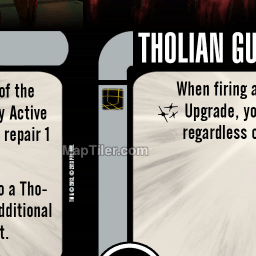 THOLIAN GU
of the
y Active
repair 1
o a Tho-
dditional
t.
When firing a
Upgrade, yo
regardless o
MapTiler.com